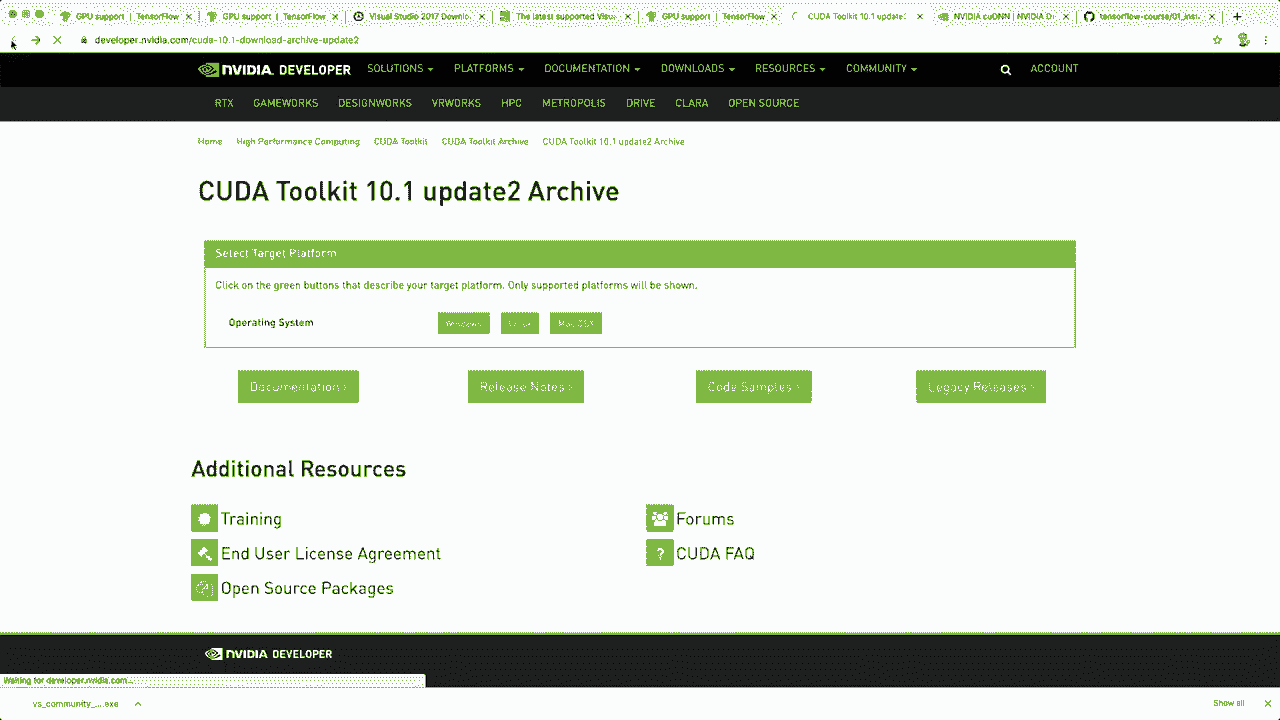 GPU support | TensorFlow
GPU support | TensorFlow
Visual Studio 2017 Downlo
The latest supported Visu
GPU support | TensorFlow
CUDA Toolkit 10.1 update
NVIDIA cuDNN | NVIDIA D
tensorflow-course/01_inst
developer.nvidia.com/cuda-10.1-download-archive-update2
NVIDIA. DEVELOPER
SOLUTIONS
PLATFORMS
DOCUMENTATION
DOWNLOADS
RESOURCES
COMMUNITY
ACCOUNT
RTX
GAMEWORKS
DESIGNWORKS
VRWORKS
HPC
METROPOLIS
DRIVE
CLARA
OPEN SOURCE
Home
High Performance Computing
CUDA Toolkit
CUDA Toolkit Archive
CUDA Toolkit 10.1 update2 Archive
CUDA Toolkit 10.1 update2 Archive
Select Target Platform
Click on the green buttons that describe your target platform. Only supported platforms will be shown.
Operating System
Windows
Linux
Mac OSX
Documentation ›
Release Notes ›
Code Samples ›
Legacy Releases ›
Additional Resources
Training
Forums
End User License Agreement
CUDA FAQ
Open Source Packages
NVIDIA DEVELOPER
Waiting for developer.nvidia.com...
vs_community_....exe
Show all